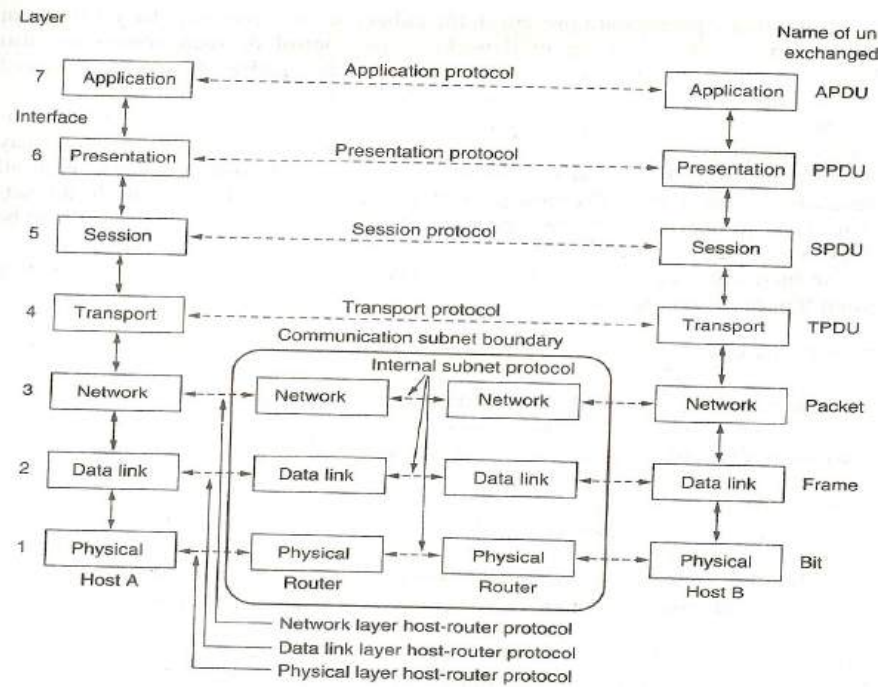 Layer
Name of un
exchanged
7 Application Application protocol Application APDU
Interface
6 Presentation Presentation protocol Presentation PPDU
5 Session Session protocol Session SPDU
4 Transport Transport protocol Transport TPDU
Communication subnet boundary
Internal subnet protocol
3 Network Network Network Network Packet
2 Data link Data link Data link Data link Frame
1 Physical Physical Physical Physical Bit
Host A Router Router Host B
Network layer host-router protocol
Data link layer host-router protocol
Physical layer host-router protocol